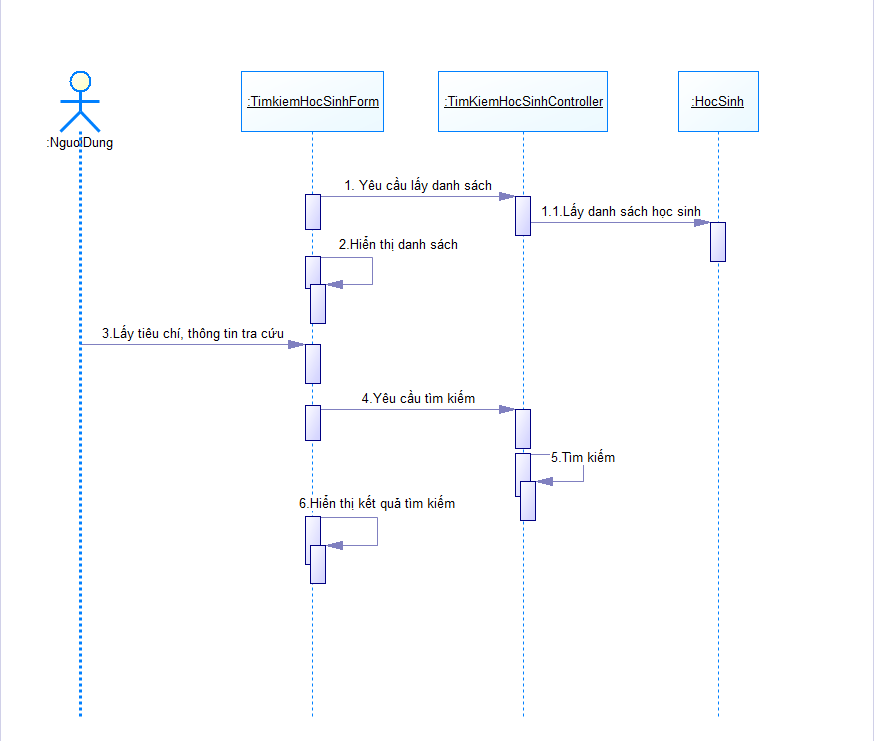 :TimkiemHocSinhForm
:TimKiemHocSinhController
:HocSinh
:NguoiDung
1. Yêu cầu lấy danh sách
1.1.Lấy danh sách học sinh
2.Hiển thị danh sách
3.Lấy tiêu chí, thông tin tra cứu
4.Yêu cầu tìm kiếm
5.Tìm kiếm
6.Hiển thị kết quả tìm kiếm